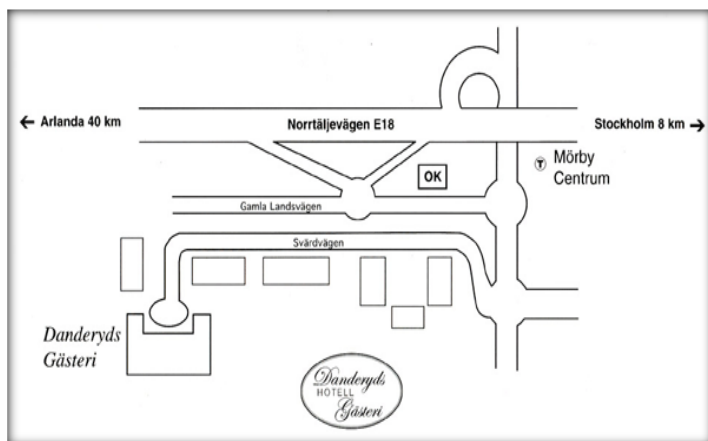 ← Arlanda 40 km
Norrtäljevägen E18
Stockholm 8 km →
T
Mörby
Centrum
OK
Gamla Landsvägen
Svärdvägen
Danderyds
Gästeri
Danderyds
HOTELL
Gästeri